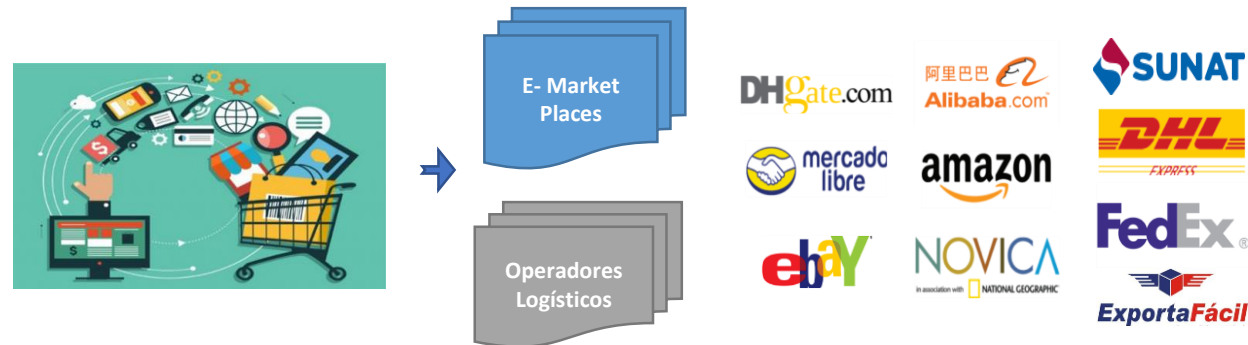 $
$
E- Market
Places
Operadores
Logísticos
DHgate.com
mercado
libre
ebaY
阿里巴巴
Alibaba.com
amazon
NOVICA
in association with NATIONAL GEOGRAPHIC
SUNAT
DHL
EXPRESS
FedEx ®
ExportaFácil